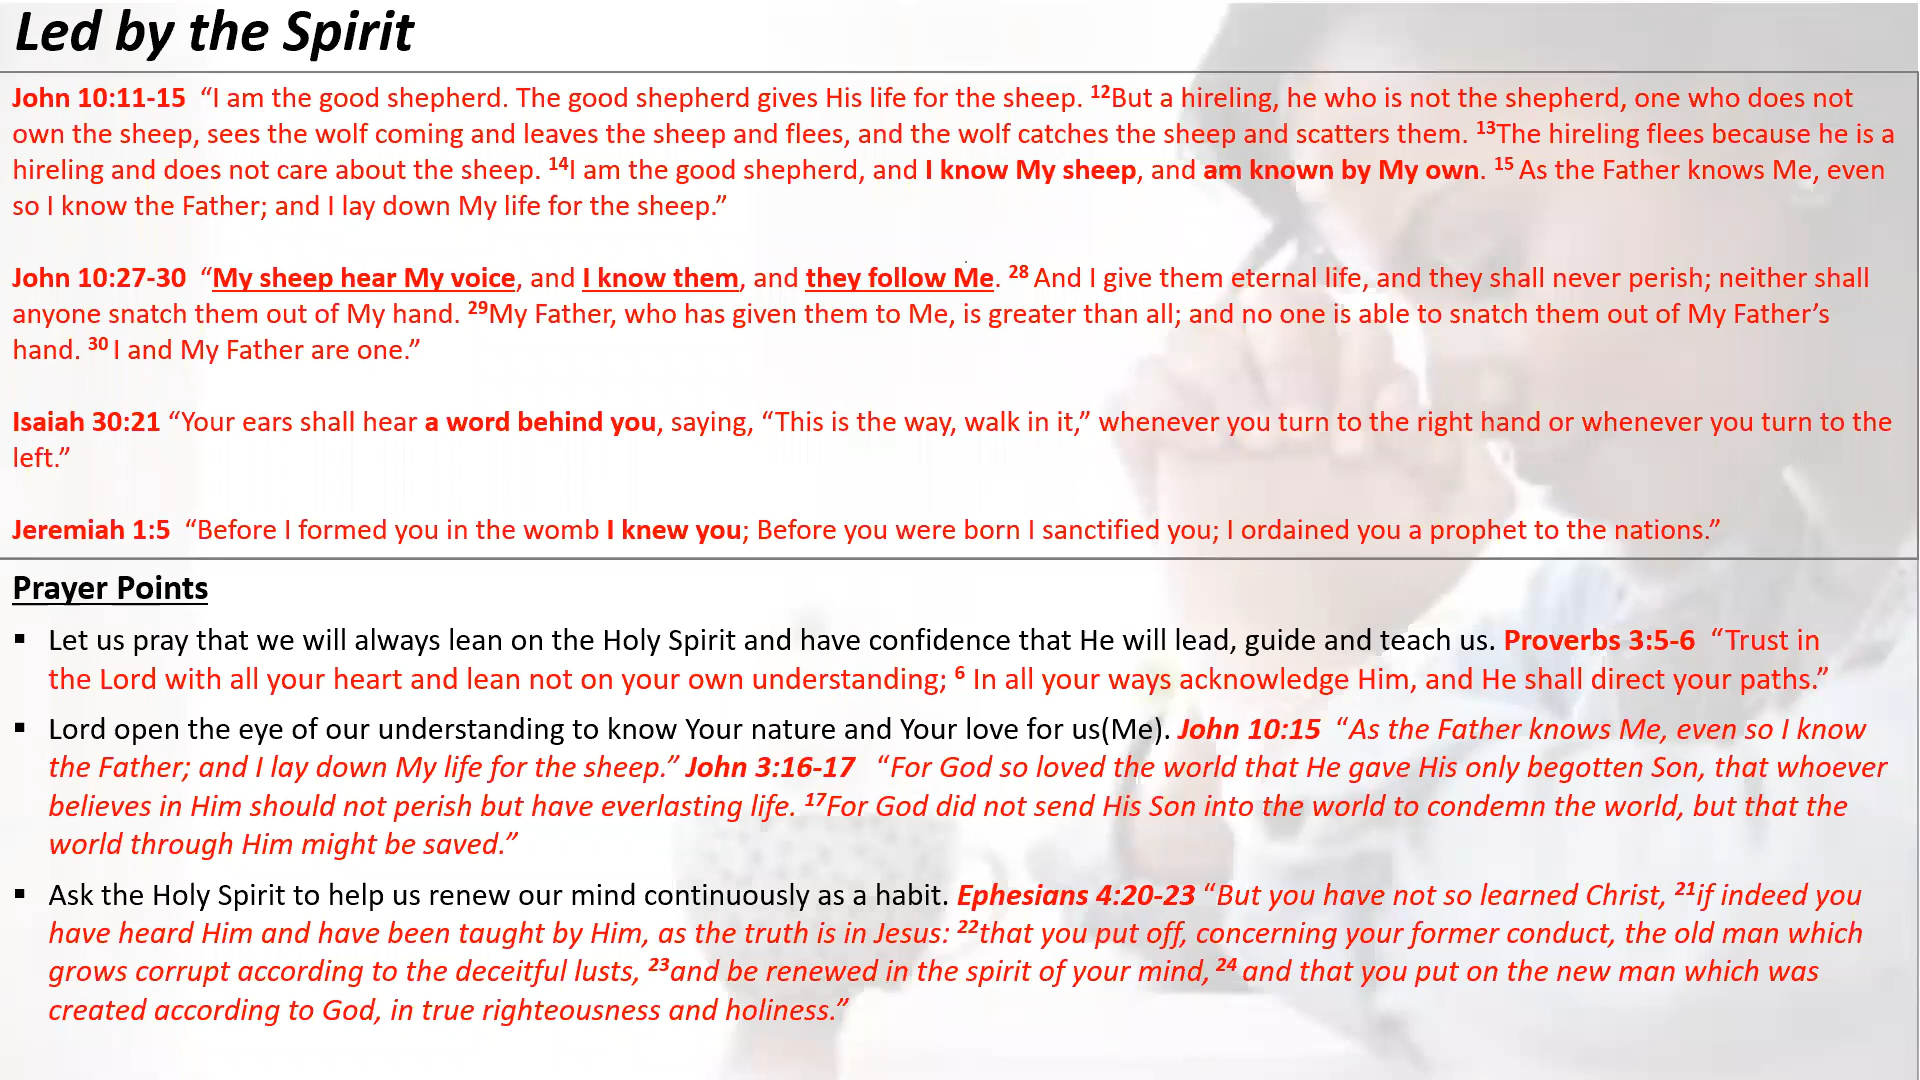 Led by the Spirit
John 10:11-15 “I am the good shepherd. The good shepherd gives His life for the sheep. 12But a hireling, he who is not the shepherd, one who does not
own the sheep, sees the wolf coming and leaves the sheep and flees, and the wolf catches the sheep and scatters them. 13The hireling flees because he is a
hireling and does not care about the sheep. 14I am the good shepherd, and I know My sheep, and am known by My own. 15 As the Father knows Me, even
so I know the Father; and I lay down My life for the sheep.”
John 10:27-30 “My sheep hear My voice, and I know them, and they follow Me. 28 And I give them eternal life, and they shall never perish; neither shall
anyone snatch them out of My hand. 29My Father, who has given them to Me, is greater than all; and no one is able to snatch them out of My Father’s
hand. 30 I and My Father are one.”
Isaiah 30:21 “Your ears shall hear a word behind you, saying, “This is the way, walk in it,” whenever you turn to the right hand or whenever you turn to the
left.”
Jeremiah 1:5 “Before I formed you in the womb I knew you; Before you were born I sanctified you; I ordained you a prophet to the nations.”
Prayer Points
▪ Let us pray that we will always lean on the Holy Spirit and have confidence that He will lead, guide and teach us. Proverbs 3:5-6 “Trust in
the Lord with all your heart and lean not on your own understanding; 6 In all your ways acknowledge Him, and He shall direct your paths.”
▪ Lord open the eye of our understanding to know Your nature and Your love for us(Me). John 10:15 “As the Father knows Me, even so I know
the Father; and I lay down My life for the sheep.” John 3:16-17 “For God so loved the world that He gave His only begotten Son, that whoever
believes in Him should not perish but have everlasting life. 17For God did not send His Son into the world to condemn the world, but that the
world through Him might be saved.”
▪ Ask the Holy Spirit to help us renew our mind continuously as a habit. Ephesians 4:20-23 “But you have not so learned Christ, 21if indeed you
have heard Him and have been taught by Him, as the truth is in Jesus: 22that you put off, concerning your former conduct, the old man which
grows corrupt according to the deceitful lusts, 23and be renewed in the spirit of your mind, 24 and that you put on the new man which was
created according to God, in true righteousness and holiness.”